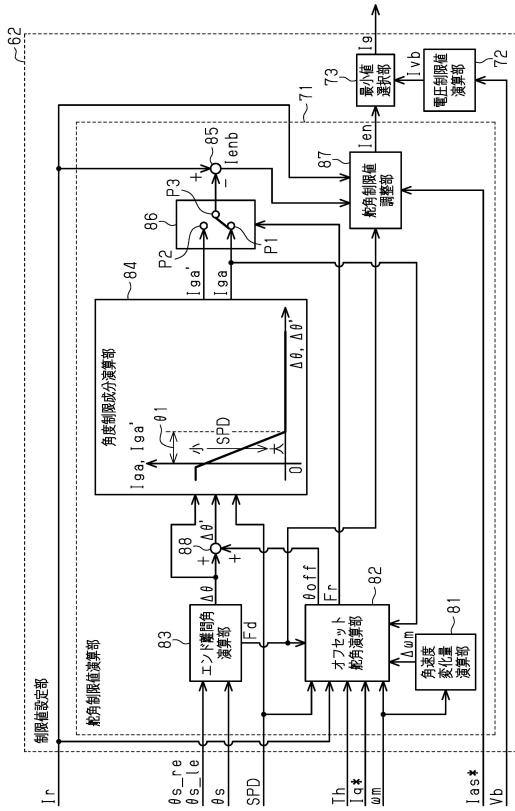 62
制限値設定部
71
舵角制限値演算部
Ir
θs_re
θs_le
θs
SPD
Th
Iq*
ωm
Ias*
Vb
83
エンド離間角
演算部
Δθ
Fd
88
+
+
Δθ'
θoff
Fr
82
オフセット
舵角演算部
Δωm
81
角速度
変化量
演算部
84
角度制限成分演算部
Iga, Iga'
θ1
小
SPD
大
0
Δθ, Δθ'
Iga'
Iga
86
P2
P3
P1
85
+
-
Ienb
87
舵角制限値
調整部
Ien
73
最小値
選択部
Ig
Ivb
72
電圧制限値
演算部